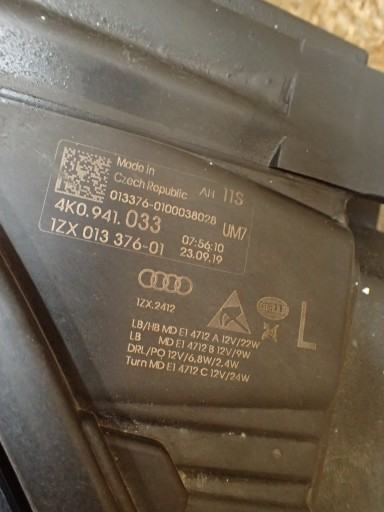 Made in
Czech Republic AH 11S
013376-0100038028
4K0.941.033 UM7
1ZX 013 376-01 07:56:10
23.09.19
1ZX.2412
HELLA
LB/HB MD E1 4712 A 12V/22W
LB MD E1 4712 B 12V/9W
DRL/PO 12V/6,8W/2,4W
Turn MD E1 4712 C 12V/24W
L